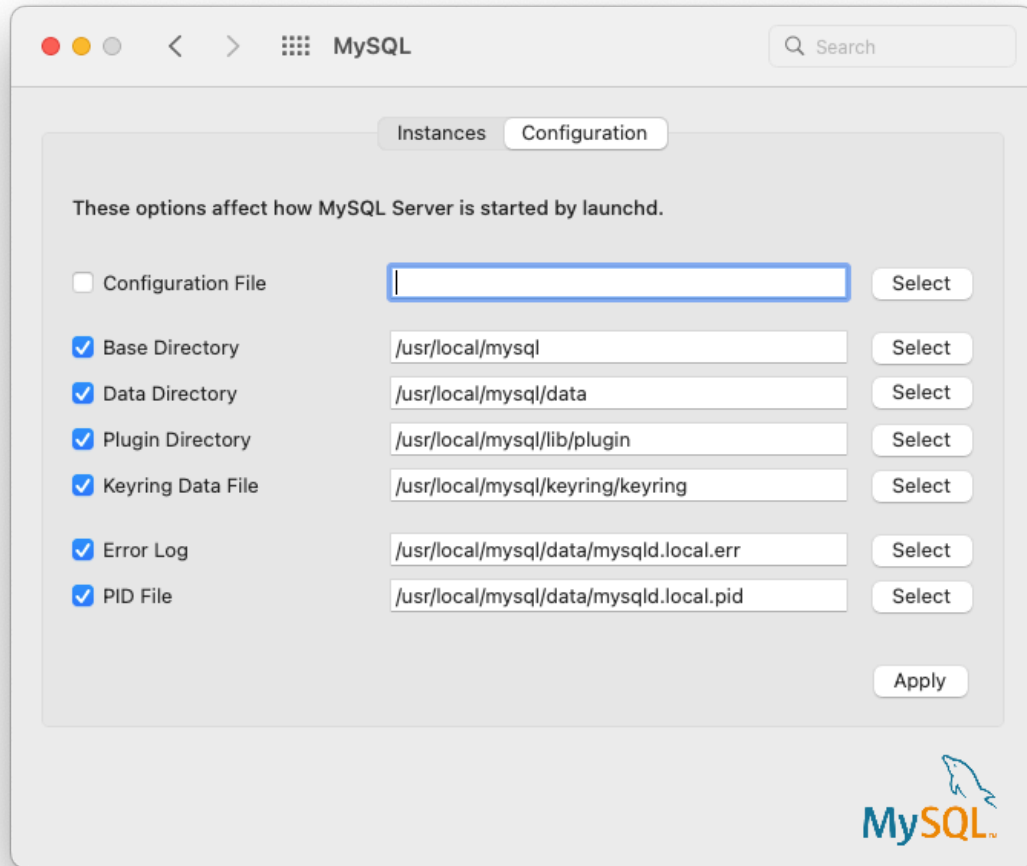 MySQL
Search
Instances
Configuration
These options affect how MySQL Server is started by launchd.
Configuration File
Select
Base Directory
/usr/local/mysql
Select
Data Directory
/usr/local/mysql/data
Select
Plugin Directory
/usr/local/mysql/lib/plugin
Select
Keyring Data File
/usr/local/mysql/keyring/keyring
Select
Error Log
/usr/local/mysql/data/mysqld.local.err
Select
PID File
/usr/local/mysql/data/mysqld.local.pid
Select
Apply
MySQL™